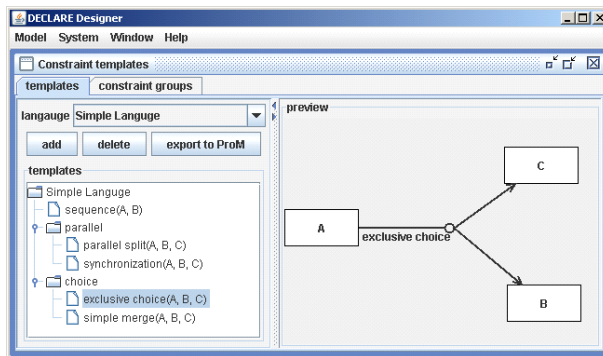 DECLARE Designer
Model System Window Help
Constraint templates
templates constraint groups
langauge Simple Languge
add delete export to ProM
templates
Simple Languge
sequence(A, B)
parallel
parallel split(A, B, C)
synchronization(A, B, C)
choice
exclusive choice(A, B, C)
simple merge(A, B, C)
preview
C
A
exclusive choice
B